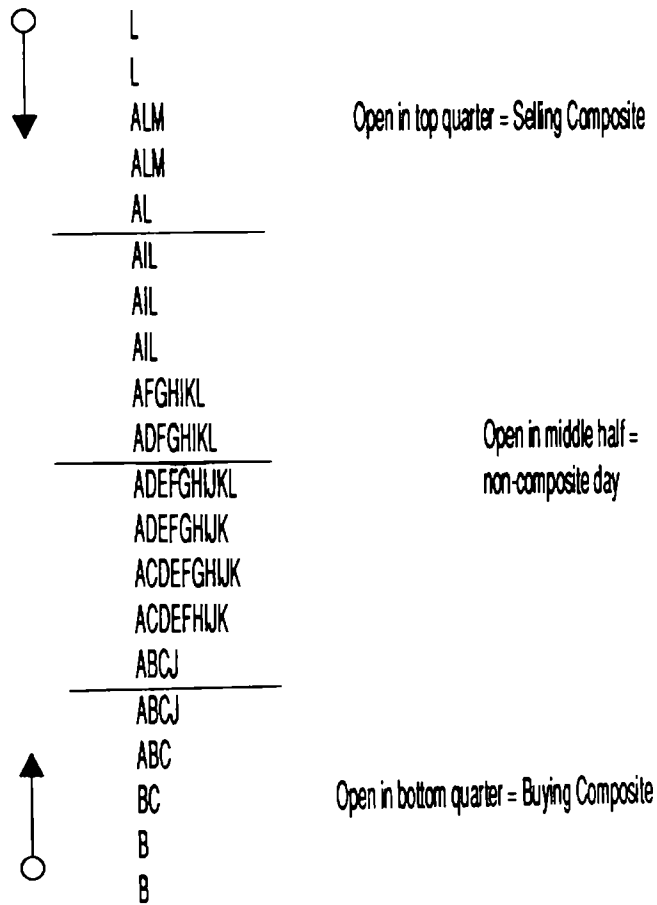 L
L
ALM
Open in top quarter = Selling Composite
ALM
AL
AIL
AIL
AIL
AFGHIKL
ADFGHIKL
Open in middle half =
ADEFGHIJKL
non-composite day
ADEFGHIJK
ACDEFGHIJK
ACDEFHIJK
ABCJ
ABCJ
ABC
BC
Open in bottom quarter = Buying Composite
B
B